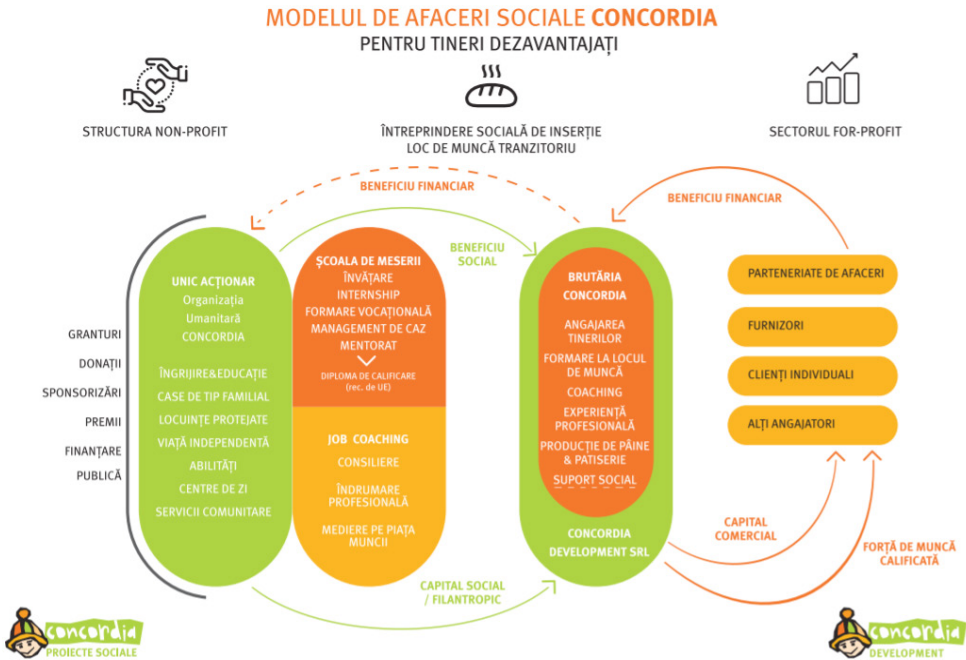 MODELUL DE AFACERI SOCIALE CONCORDIA
PENTRU TINERI DEZAVANTAJAȚI
STRUCTURA NON-PROFIT
ÎNTREPRINDERE SOCIALĂ DE INSERȚIE
LOC DE MUNCĂ TRANZITORIU
SECTORUL FOR-PROFIT
BENEFICIU FINANCIAR
BENEFICIU FINANCIAR
BENEFICIU
SOCIAL
GRANTURI
DONAȚII
SPONSORIZĂRI
PREMII
FINANȚARE
PUBLICĂ
UNIC ACȚIONAR
Organizația
Umanitară
CONCORDIA
ÎNGRIJIRE&EDUCAȚIE
CASE DE TIP FAMILIAL
LOCUINȚE PROTEJATE
VIAȚĂ INDEPENDENTĂ
ABILITĂȚI
CENTRE DE ZI
SERVICII COMUNITARE
ȘCOALA DE MESERII
ÎNVĂȚARE
INTERNSHIP
FORMARE VOCAȚIONALĂ
MANAGEMENT DE CAZ
MENTORAT
DIPLOMA DE CALIFICARE
(rec. de UE)
JOB COACHING
CONSILIERE
ÎNDRUMARE
PROFESIONALĂ
MEDIERE PE PIAȚA
MUNCII
BRUTĂRIA
CONCORDIA
ANGAJAREA
TINERILOR
FORMARE LA LOCUL
DE MUNCĂ
COACHING
EXPERIENȚĂ
PROFESIONALĂ
PRODUCȚIE DE PÂINE
& PATISERIE
SUPORT SOCIAL
CONCORDIA
DEVELOPMENT SRL
PARTENERIATE DE AFACERI
FURNIZORI
CLIENȚI INDIVIDUALI
ALȚI ANGAJATORI
CAPITAL
COMERCIAL
FORȚĂ DE MUNCĂ
CALIFICATĂ
CAPITAL SOCIAL
/ FILANTROPIC
concordia
PROIECTE SOCIALE
concordia
DEVELOPMENT